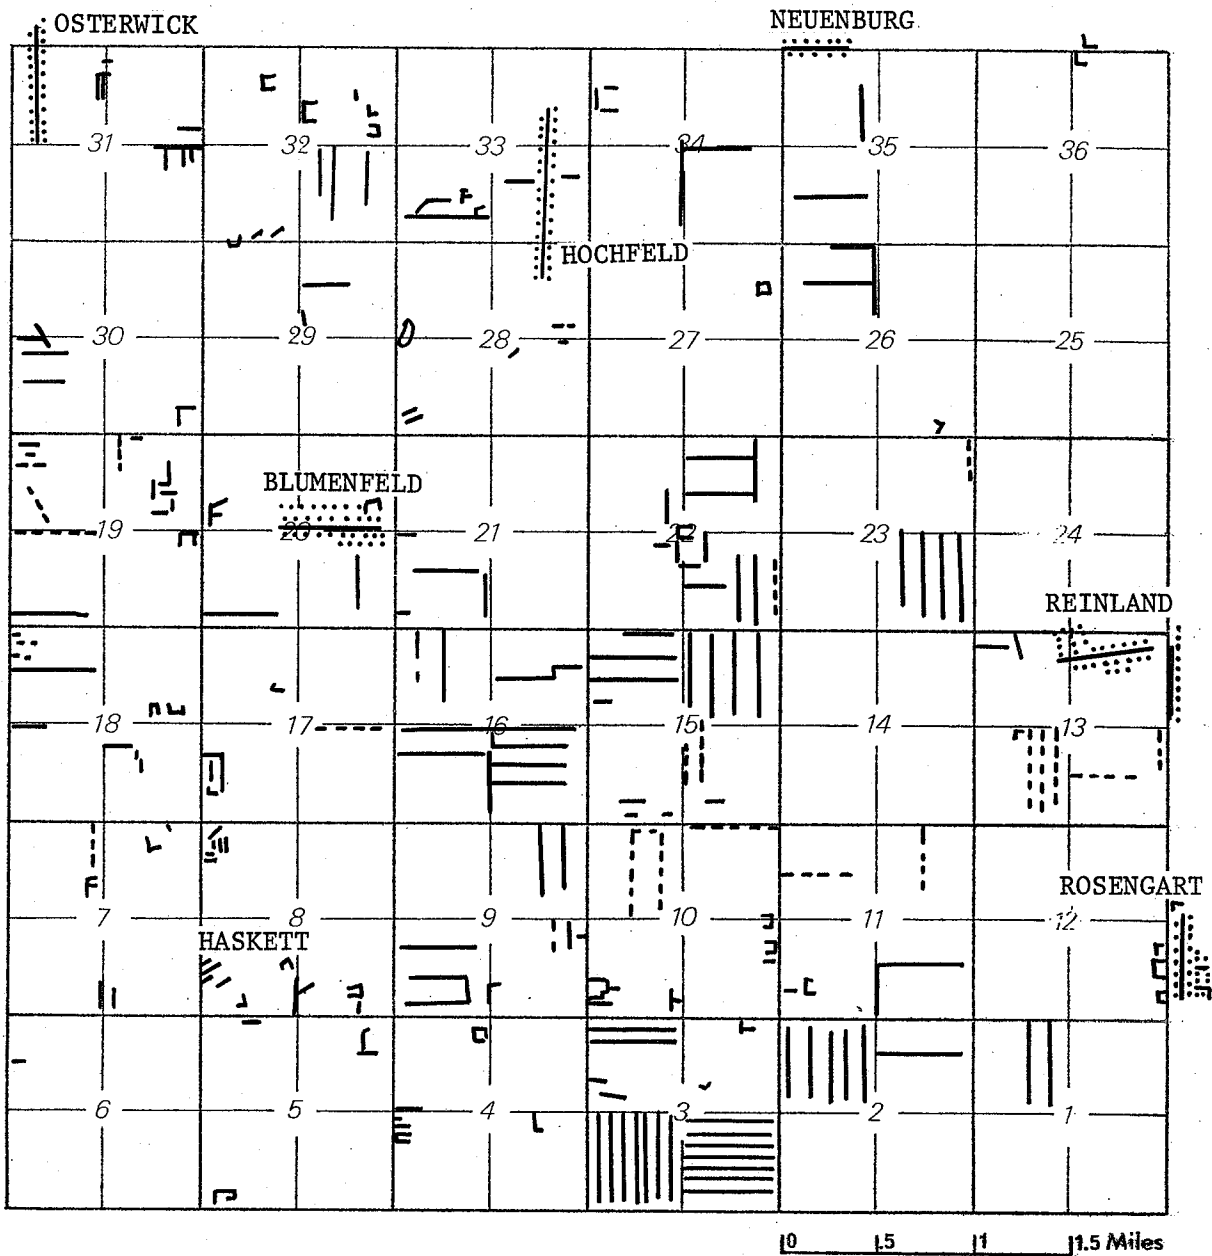 OSTERWICK
NEUENBURG
31 32 33 34 35 36
HOCHFELD
30 29 28 27 26 25
BLUMENFELD
19 20 21 22 23 24
REINLAND
18 17 16 15 14 13
ROSENGART
7 8 9 10 11 12
HASKETT
6 5 4 3 2 1
0 .5 1 1.5 Miles